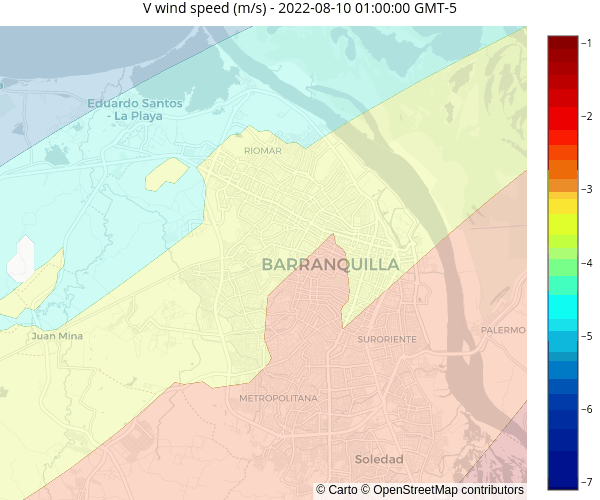 V wind speed (m/s) - 2022-08-10 01:00:00 GMT-5
Eduardo Santos
- La Playa
RIOMAR
BARRANQUILLA
Juan Mina
SURORIENTE
PALERMO
METROPOLITANA
Soledad
© Carto © OpenStreetMap contributors
−1
−2
−3
−4
−5
−6
−7